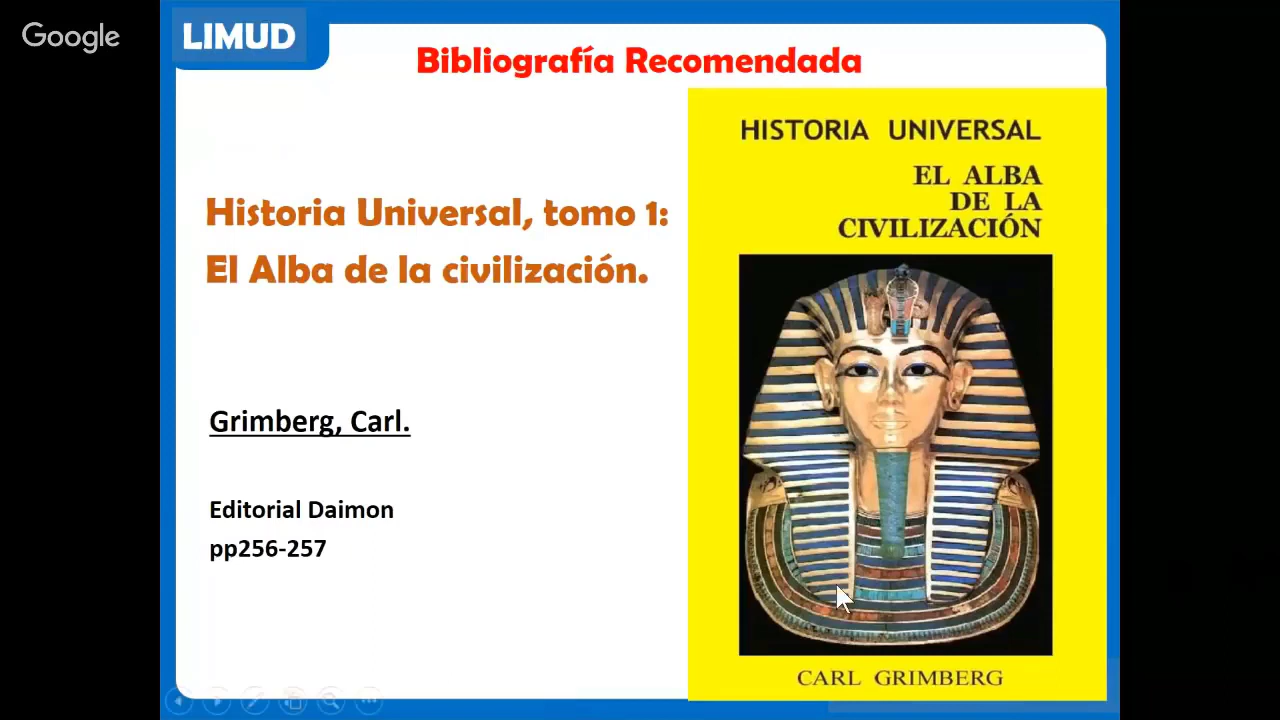 Google
LIMUD
Bibliografía Recomendada
Historia Universal, tomo 1:
El Alba de la civilización.
Grimberg, Carl.
Editorial Daimon
pp256-257
HISTORIA UNIVERSAL
EL ALBA
DE LA
CIVILIZACIÓN
CARL GRIMBERG